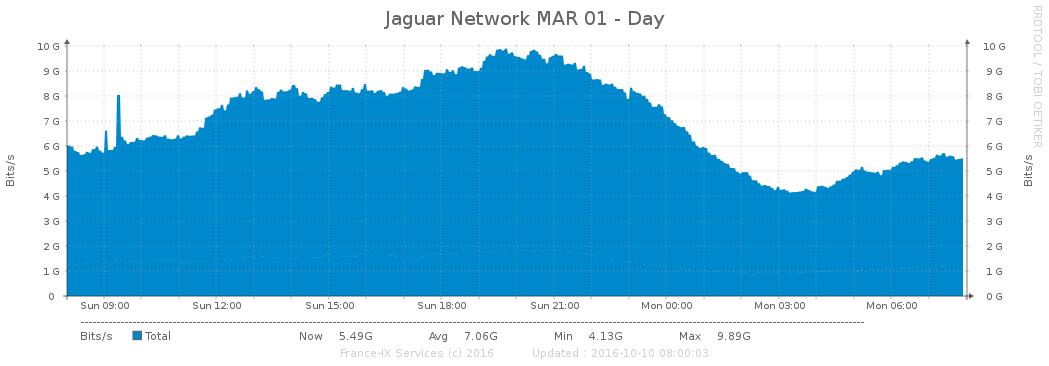 Jaguar Network MAR 01 - Day
RRDTOOL / TOBI OETIKER
Bits/s
10 G
9 G
8 G
7 G
6 G
5 G
4 G
3 G
2 G
1 G
0
10 G
9 G
8 G
7 G
6 G
5 G
4 G
3 G
2 G
1 G
0 G
Bits/s
Sun 09:00 Sun 12:00 Sun 15:00 Sun 18:00 Sun 21:00 Mon 00:00 Mon 03:00 Mon 06:00
Bits/s Total Now 5.49G Avg 7.06G Min 4.13G Max 9.89G
France-IX Services (c) 2016 Updated : 2016-10-10 08:00:03